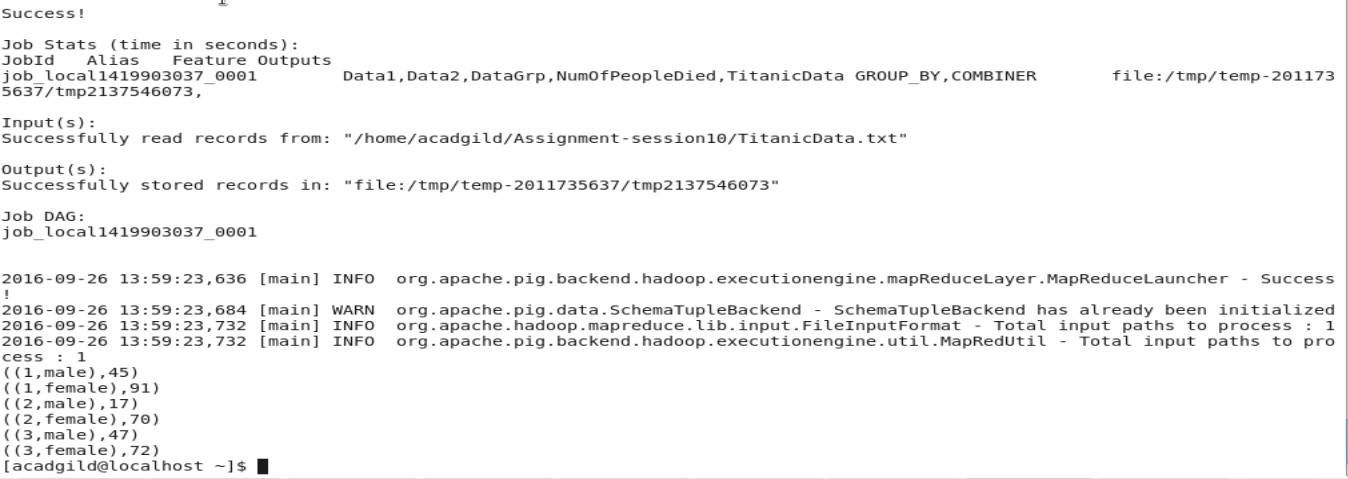 Success!
Job Stats (time in seconds):
JobId Alias Feature Outputs
job_local1419903037_0001 Data1,Data2,DataGrp,NumOfPeopleDied,TitanicData GROUP_BY,COMBINER file:/tmp/temp-201173
5637/tmp2137546073,
Input(s):
Successfully read records from: "/home/acadgild/Assignment-session10/TitanicData.txt"
Output(s):
Successfully stored records in: "file:/tmp/temp-2011735637/tmp2137546073"
Job DAG:
job_local1419903037_0001
2016-09-26 13:59:23,636 [main] INFO org.apache.pig.backend.hadoop.executionengine.mapReduceLayer.MapReduceLauncher - Success
!
2016-09-26 13:59:23,684 [main] WARN org.apache.pig.data.SchemaTupleBackend - SchemaTupleBackend has already been initialized
2016-09-26 13:59:23,732 [main] INFO org.apache.hadoop.mapreduce.lib.input.FileInputFormat - Total input paths to process : 1
2016-09-26 13:59:23,732 [main] INFO org.apache.pig.backend.hadoop.executionengine.util.MapRedUtil - Total input paths to pro
cess : 1
((1,male),45)
((1,female),91)
((2,male),17)
((2,female),70)
((3,male),47)
((3,female),72)
[acadgild@localhost ~]$